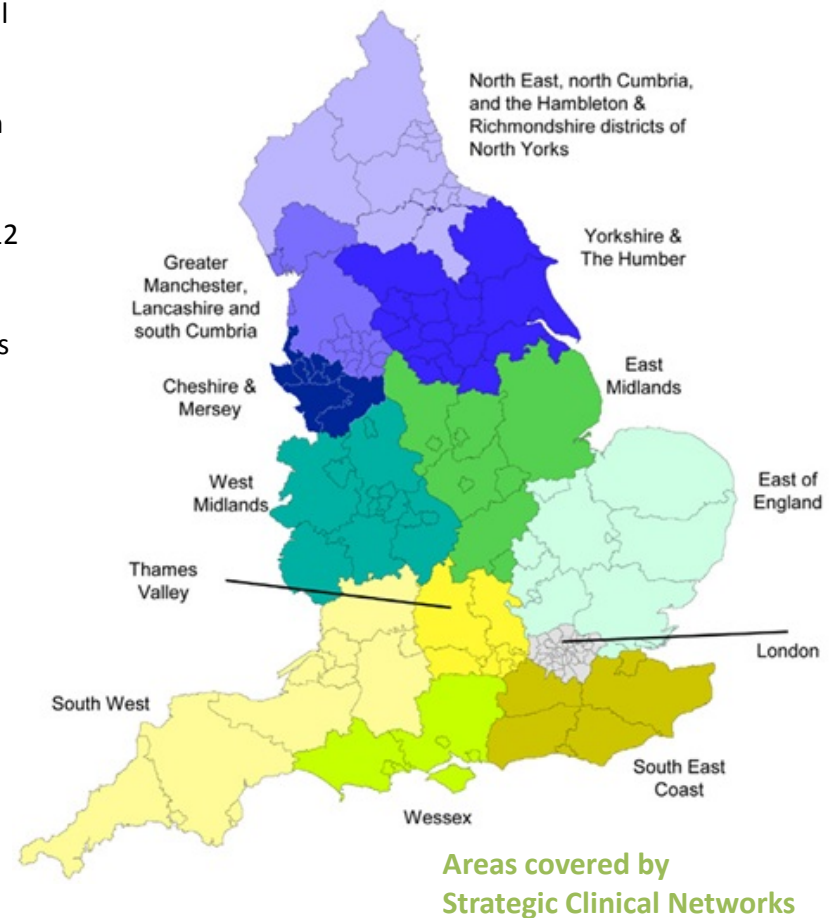 l
North East, north Cumbria,
and the Hambleton &
Richmondshire districts of
North Yorks
2
Yorkshire &
The Humber
Greater
Manchester,
Lancashire and
south Cumbria
s
East
Midlands
Cheshire &
Mersey
West
Midlands
East of
England
Thames
Valley
London
South West
South East
Coast
Wessex
Areas covered by
Strategic Clinical Networks